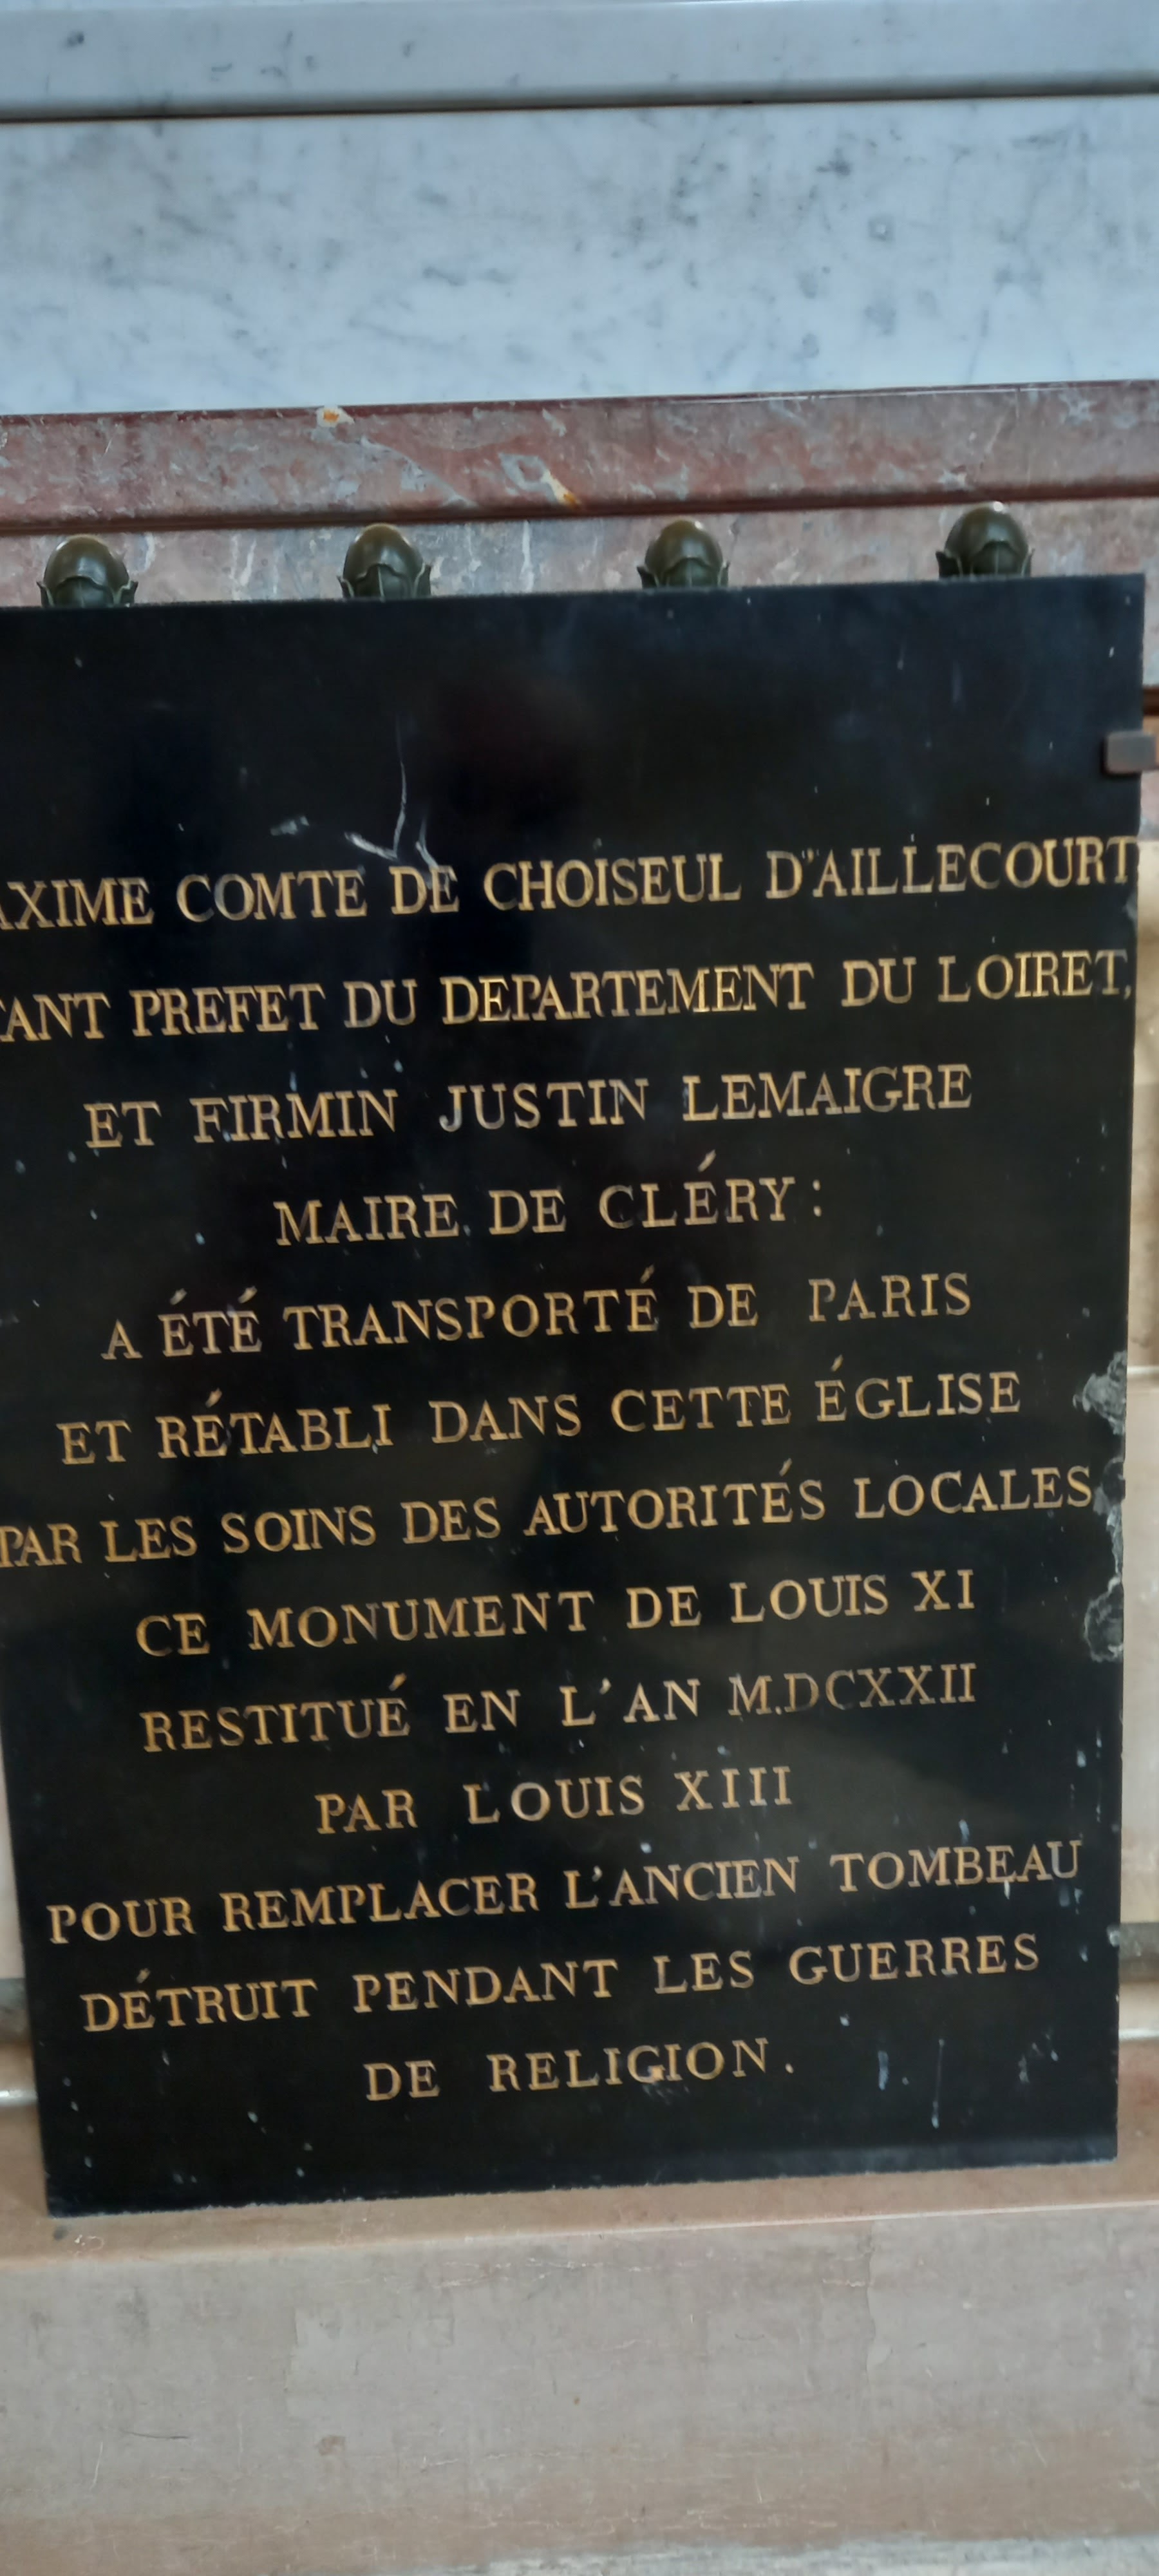 AXIME COMTE DE CHOISEUL D'AILLECOURT
TANT PREFET DU DEPARTEMENT DU LOIRET,
ET FIRMIN JUSTIN LEMAIGRE
MAIRE DE CLÉRY :
A ÉTÉ TRANSPORTÉ DE PARIS
ET RÉTABLI DANS CETTE ÉGLISE
PAR LES SOINS DES AUTORITÉS LOCALES
CE MONUMENT DE LOUIS XI
RESTITUÉ EN L'AN M.DCXXII
PAR LOUIS XIII
POUR REMPLACER L'ANCIEN TOMBEAU
DÉTRUIT PENDANT LES GUERRES
DE RELIGION.